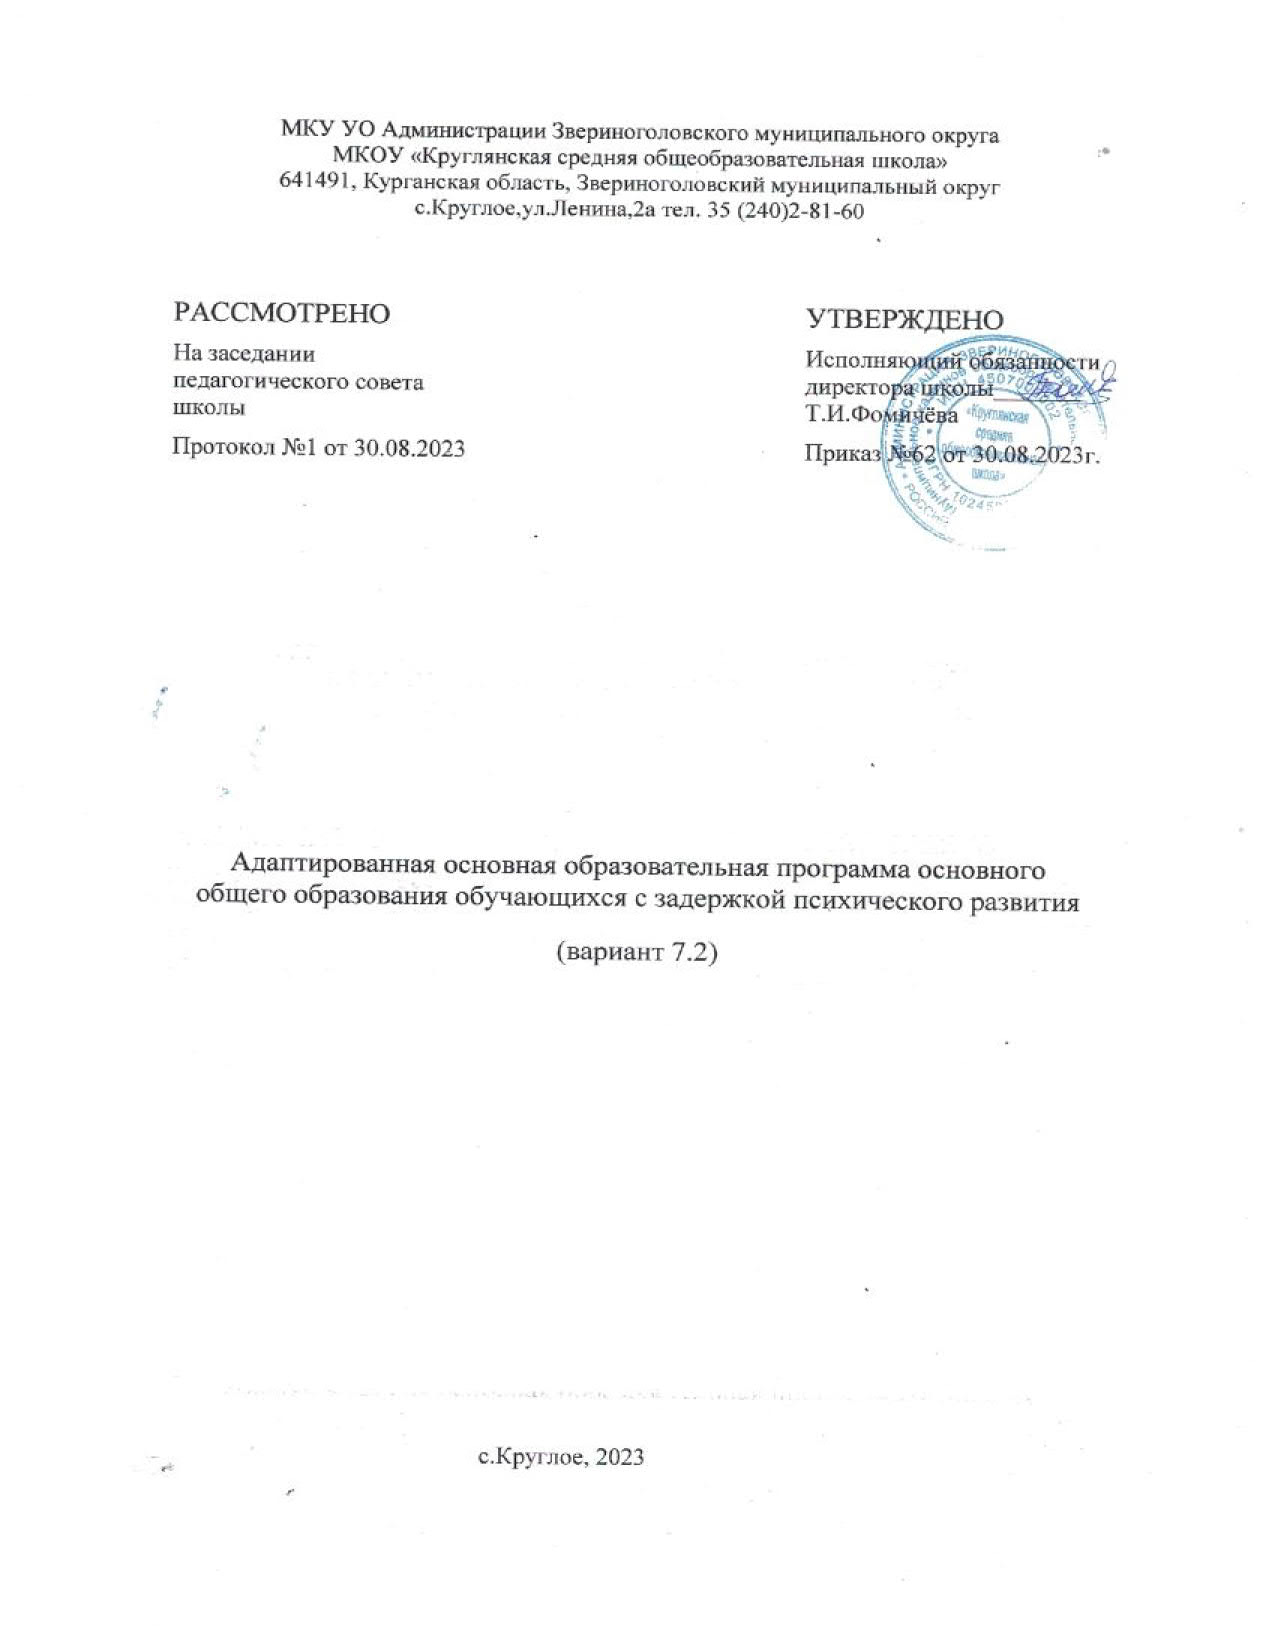 МКУ УО Администрации Звериноголовского муниципального округа
МКОУ «Круглянская средняя общеобразовательная школа»
641491, Курганская область, Звериноголовский муниципальный округ
с.Круглое,ул.Ленина,2а тел. 35 (240)2-81-60
РАССМОТРЕНО
На заседании
педагогического совета
школы
Протокол №1 от 30.08.2023
УТВЕРЖДЕНО
Исполняющий обязанности
директора школы
Т.И.Фомичёва
Приказ №62 от 30.08.2023г.
«Круглянская
средняя
школа»
Адаптированная основная образовательная программа основного
общего образования обучающихся с задержкой психического развития
(вариант 7.2)
с.Круглое, 2023